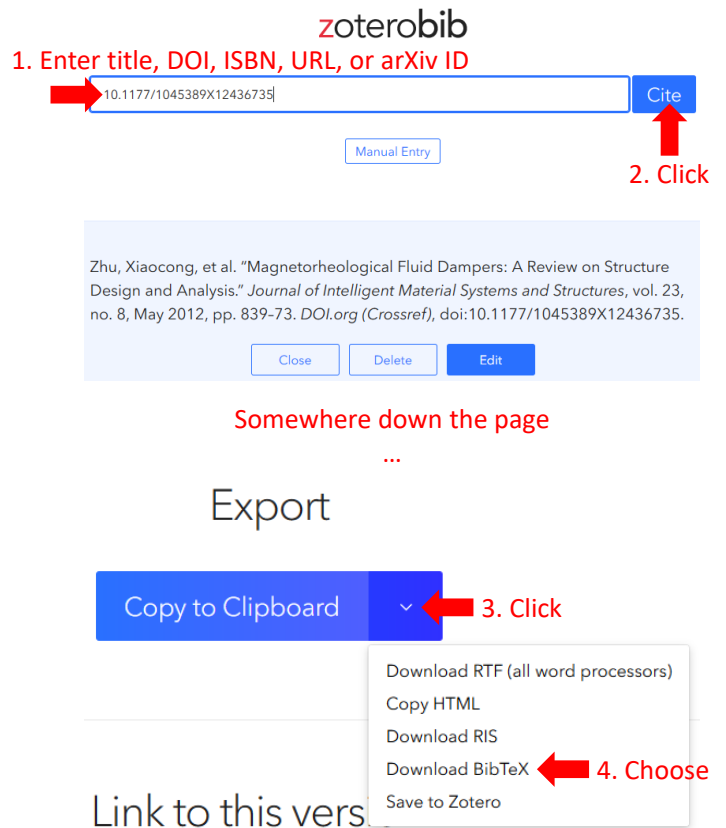 zoterobib
1. Enter title, DOI, ISBN, URL, or arXiv ID
10.1177/1045389X12436735
Cite
Manual Entry
2. Click
Zhu, Xiaocong, et al. “Magnetorheological Fluid Dampers: A Review on Structure
Design and Analysis.” Journal of Intelligent Material Systems and Structures, vol. 23,
no. 8, May 2012, pp. 839–73. DOI.org (Crossref), doi:10.1177/1045389X12436735.
Close
Delete
Edit
Somewhere down the page
...
Export
Copy to Clipboard
3. Click
Download RTF (all word processors)
Copy HTML
Download RIS
Download BibTeX
4. Choose
Save to Zotero
Link to this